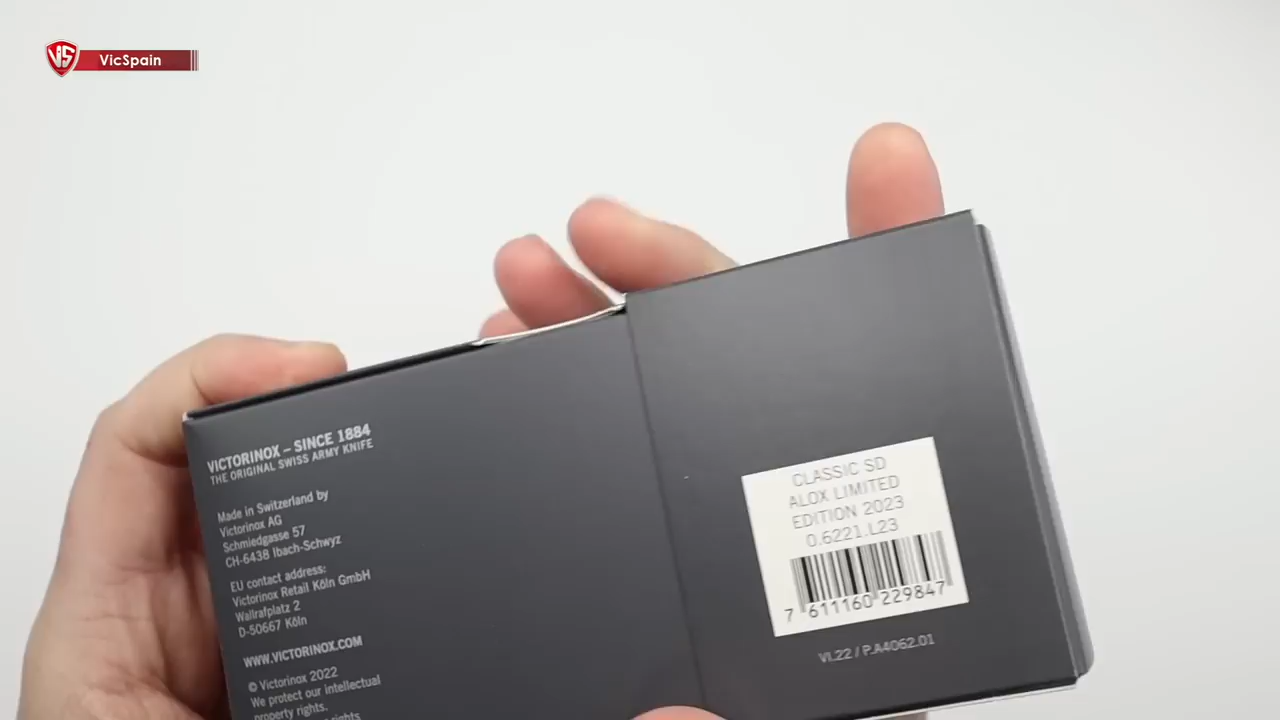 VS
VicSpain
VICTORINOX – SINCE 1884
THE ORIGINAL SWISS ARMY KNIFE
Made in Switzerland by
Victorinox AG
Schmiedgasse 57
CH-6438 Ibach-Schwyz
EU contact address:
Victorinox Retail Köln GmbH
Wallrafplatz 2
D-50667 Köln
WWW.VICTORINOX.COM
© Victorinox 2022
We protect our intellectual
property rights.
rights
CLASSIC SD
ALOX LIMITED
EDITION 2023
0.6221.L23
7 611160 229847
VI.22 / P.A4062.01